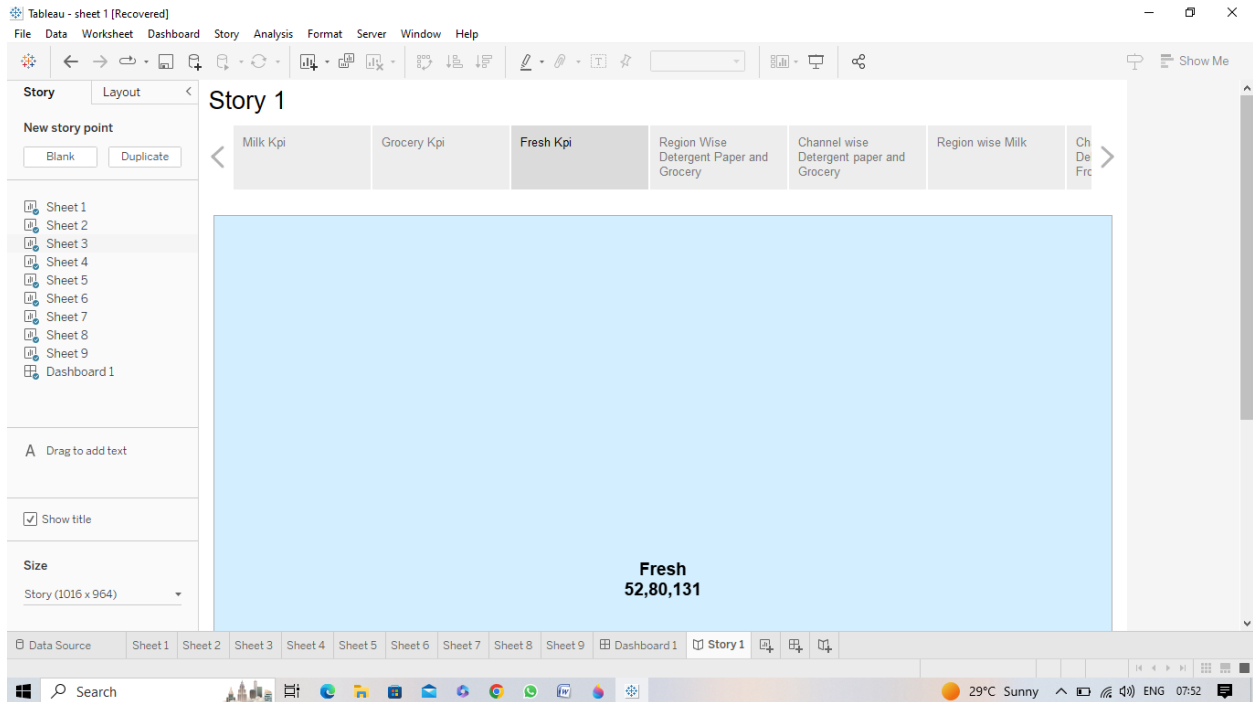 Tableau - sheet 1 [Recovered]
File Data Worksheet Dashboard Story Analysis Format Server Window Help
Show Me
Story Layout
Story 1
New story point
Blank Duplicate
Milk Kpi
Grocery Kpi
Fresh Kpi
Region Wise
Detergent Paper and
Grocery
Channel wise
Detergent paper and
Grocery
Region wise Milk
Ch
De
Frc
Sheet 1
Sheet 2
Sheet 3
Sheet 4
Sheet 5
Sheet 6
Sheet 7
Sheet 8
Sheet 9
Dashboard 1
A Drag to add text
Show title
Size
Story (1016 x 964)
Fresh
52,80,131
Data Source Sheet 1 Sheet 2 Sheet 3 Sheet 4 Sheet 5 Sheet 6 Sheet 7 Sheet 8 Sheet 9 Dashboard 1 Story 1
Search
29°C Sunny ENG 07:52